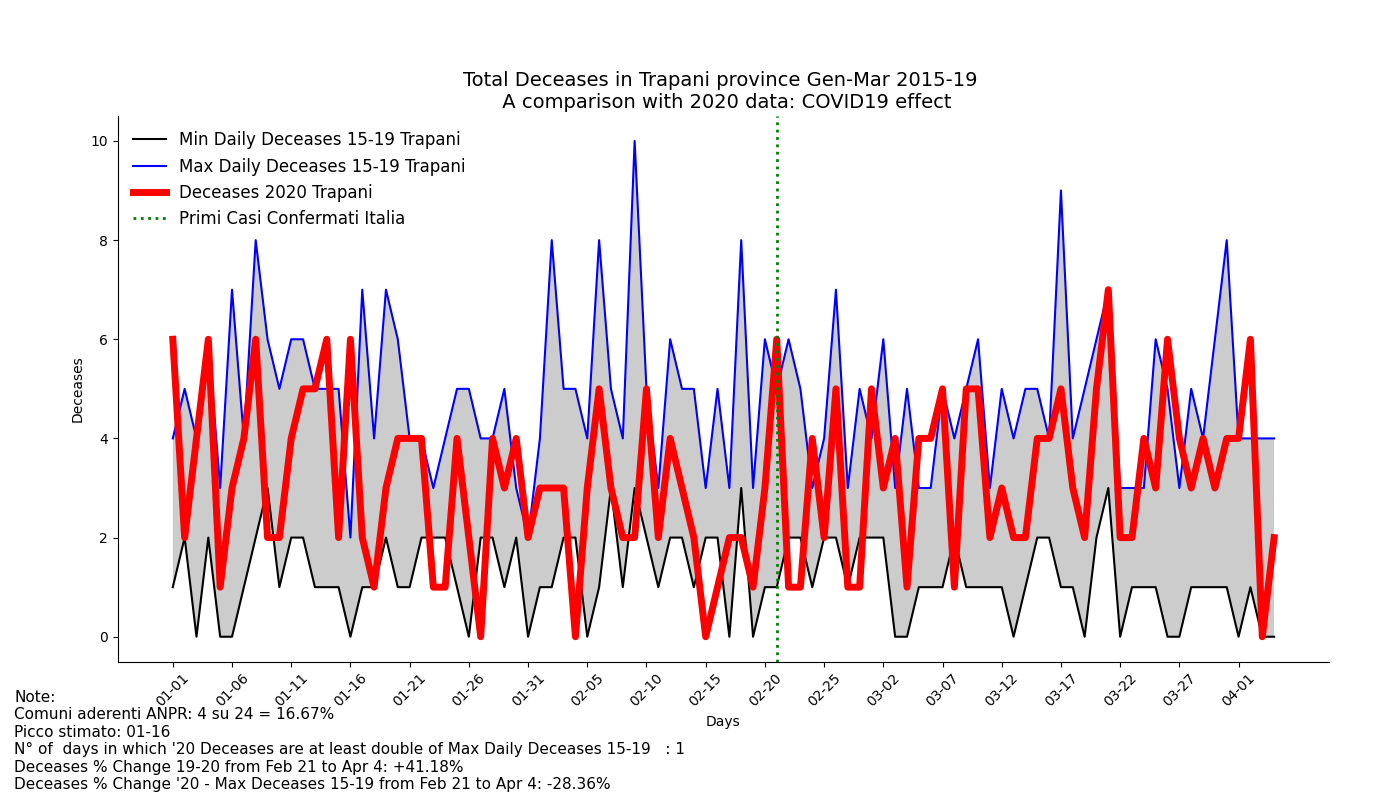 Total Deceases in Trapani province Gen-Mar 2015-19
A comparison with 2020 data: COVID19 effect
Min Daily Deceases 15-19 Trapani
Max Daily Deceases 15-19 Trapani
Deceases 2020 Trapani
Primi Casi Confermati Italia
Deceases
10
8
6
4
2
0
01-01
01-06
01-11
01-16
01-21
01-26
01-31
02-05
02-10
02-15
02-20
02-25
03-02
03-07
03-12
03-17
03-22
03-27
04-01
Days
Note:
Comuni aderenti ANPR: 4 su 24 = 16.67%
Picco stimato: 01-16
N° of  days in which '20 Deceases are at least double of Max Daily Deceases 15-19   : 1
Deceases % Change 19-20 from Feb 21 to Apr 4: +41.18%
Deceases % Change '20 - Max Deceases 15-19 from Feb 21 to Apr 4: -28.36%